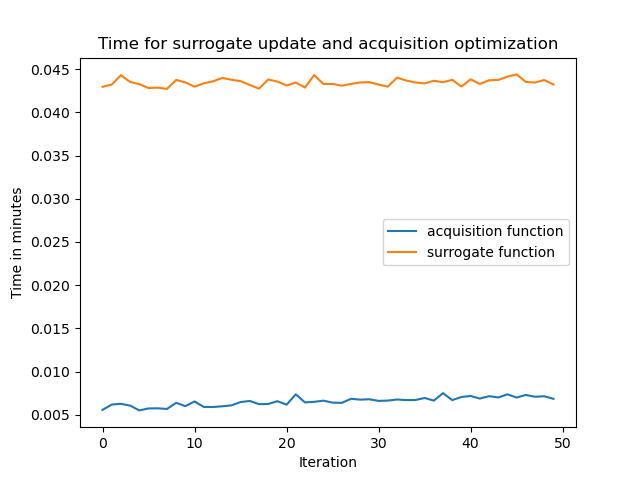 Time for surrogate update and acquisition optimization
0.045
0.040
0.035
0.030
0.025
0.020
0.015
0.010
0.005
Time in minutes
acquisition function
surrogate function
0 10 20 30 40 50
Iteration